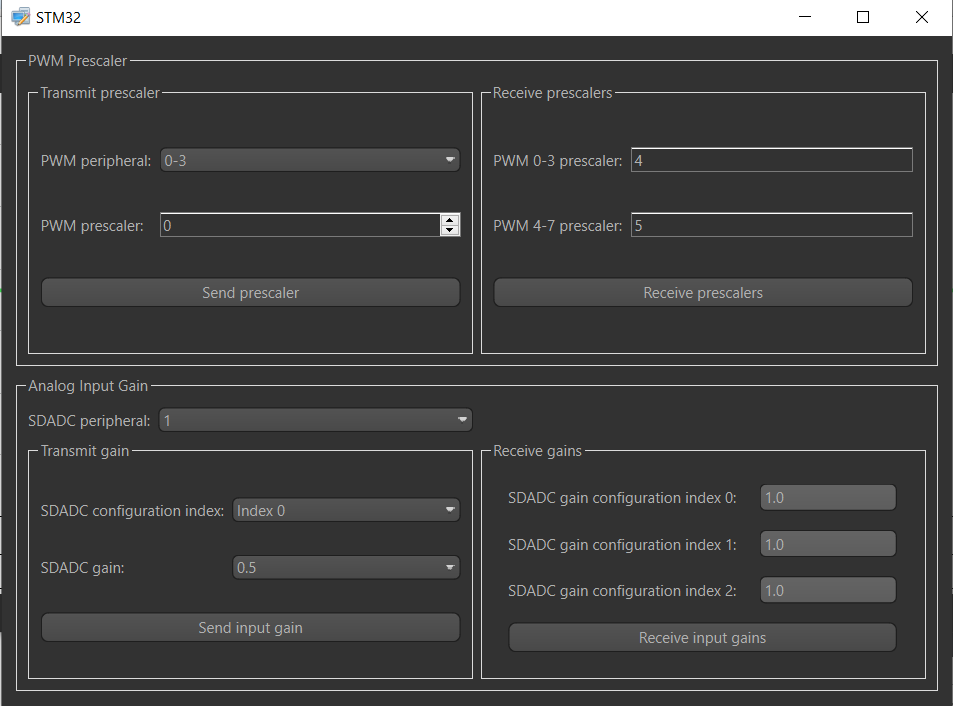 STM32
PWM Prescaler
Transmit prescaler
PWM peripheral: 0-3
PWM prescaler: 0
Send prescaler
Receive prescalers
PWM 0-3 prescaler: 4
PWM 4-7 prescaler: 5
Receive prescalers
Analog Input Gain
SDADC peripheral: 1
Transmit gain
SDADC configuration index: Index 0
SDADC gain: 0.5
Send input gain
Receive gains
SDADC gain configuration index 0: 1.0
SDADC gain configuration index 1: 1.0
SDADC gain configuration index 2: 1.0
Receive input gains